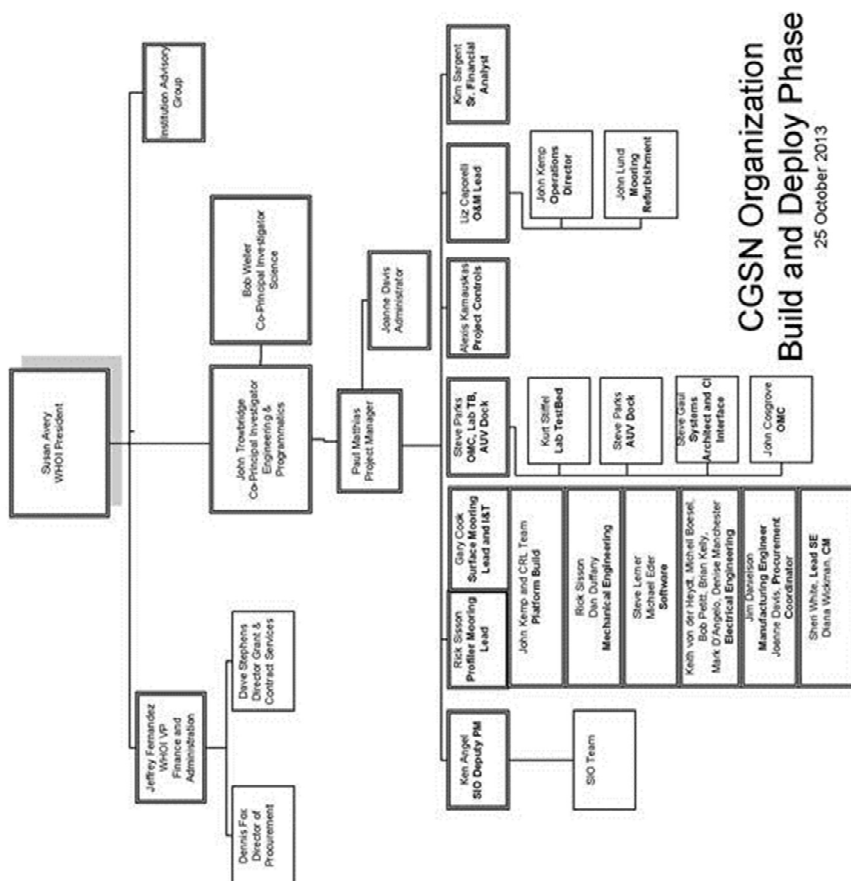 Susan Avery
WHOI President
Institution Advisory
Group
Jeffrey Fernandez
WHOI VP
Finance and
Administration
Dennis Fox
Director of
Procurement
Dave Stephens
Director Grant &
Contract Services
John Trowbridge
Co-Principal Investigator
Engineering &
Programmatics
Bob Weller
Co-Principal Investigator
Science
Paul Matthias
Project Manager
Joanne Davis
Administrator
Ken Angel
SIO Deputy PM
SIO Team
Rick Sisson
Profiler Mooring
Lead
Gary Cook
Surface Mooring
Lead and I&T
John Kemp and CRL Team
Platform Build
Rick Sisson
Dan Duffany
Mechanical Engineering
Steve Lerner
Michael Eder
Software
Keith von der Heydt, Michell Boesel,
Bob Petitt, Brian Kelly,
Mark D'Angelo, Denise Manchester
Electrical Engineering
Jim Danielson
Manufacturing Engineer
Joenne Davis, Procurement
Coordinator
Sheri White, Lead SE
Diana Wickman, CM
Steve Parks
OMC, Lab TB,
AUV Dock
Kurt Stiffel
Lab TestBed
Steve Parks
AUV Dock
Steve Gaul
Systems
Architect and CI
Interface
John Cosgrove
OMC
Alexis Kamauskas
Project Controls
Liz Caporelli
O&M Lead
John Kemp
Operations
Director
John Lund
Mooring
Refurbishment
Kim Sargent
Sr. Financial
Analyst
CGSN Organization
Build and Deploy Phase
25 October 2013